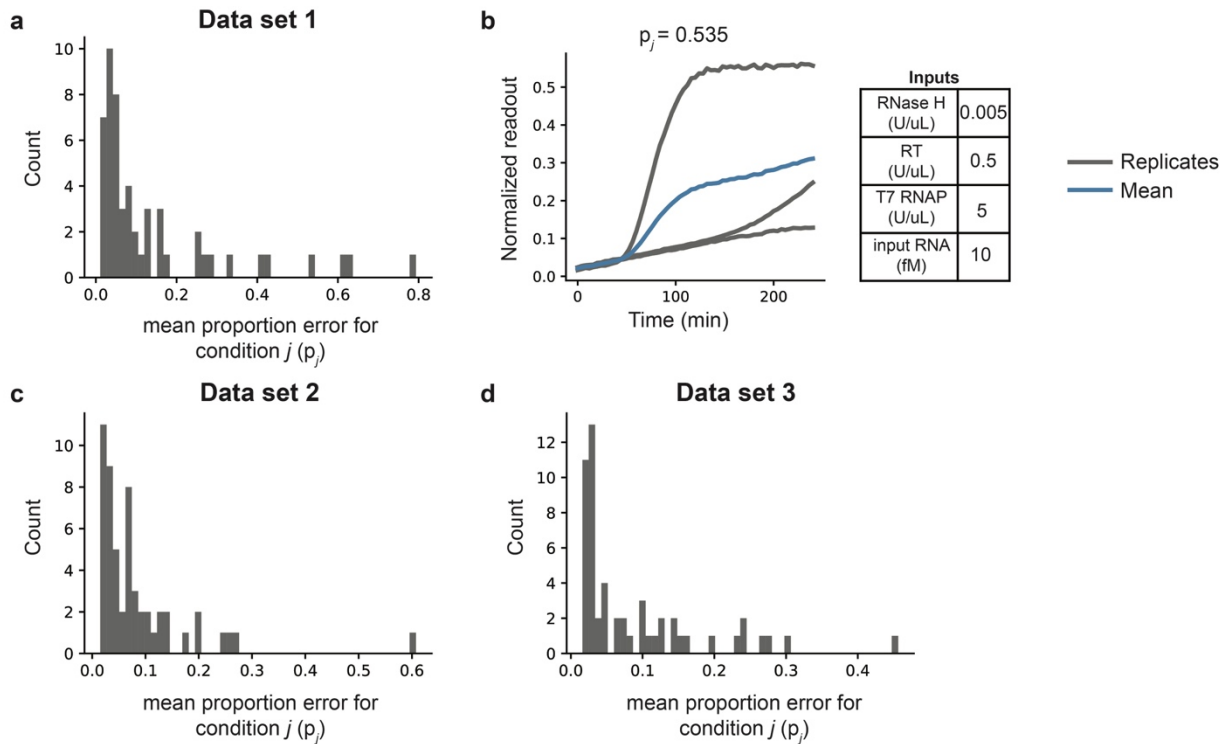 a
Data set 1
10
8
6
4
2
0
Count
0.0 0.2 0.4 0.6 0.8
mean proportion error for
condition j (pj)
b
pj = 0.535
0.5
0.4
0.3
0.2
0.1
0.0
Normalized readout
0 100 200
Time (min)
Inputs
RNase H
(U/uL)
0.005
RT
(U/uL)
0.5
T7 RNAP
(U/uL)
5
input RNA
(fM)
10
Replicates
Mean
c
Data set 2
10
8
6
4
2
0
Count
0.0 0.1 0.2 0.3 0.4 0.5 0.6
mean proportion error for
condition j (pj)
d
Data set 3
12
10
8
6
4
2
0
Count
0.0 0.1 0.2 0.3 0.4
mean proportion error for
condition j (pj)